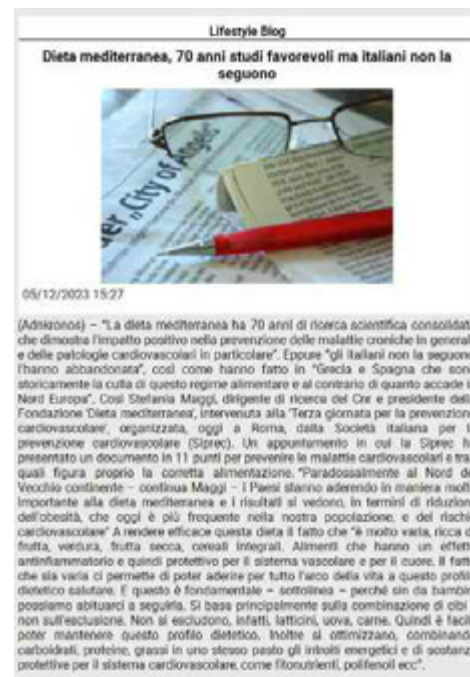 Lifestyle Blog
Dieta mediterranea, 70 anni studi favorevoli ma italiani non la
seguono
der „City of Angels
05/12/2023 15:27
(Adnkronos) – “La dieta mediterranea ha 70 anni di ricerca scientifica consolidata
che dimostra l'impatto positivo nella prevenzione delle malattie croniche in generale
e delle patologie cardiovascolari in particolare”. Eppure “gli italiani non la seguono
l'hanno abbandonata”, così come hanno fatto in “Grecia e Spagna che sono
storicamente la culla di questo regime alimentare e al contrario di quanto accade
Nord Europa”. Così Stefania Maggi, dirigente di ricerca del Cnr e presidente della
Fondazione 'Dieta mediterranea', intervenuta alla 'Terza giornata per la prevenzione
cardiovascolare', organizzata, oggi a Roma, dalla Società italiana per l
prevenzione cardiovascolare (Siprec). Un appuntamento in cui la Siprec h
presentato un documento in 11 punti per prevenire le malattie cardiovascolari e tra
quali figura proprio la corretta alimentazione. “Paradossalmente al Nord de
Vecchio continente – continua Maggi – i Paesi stanno aderendo in maniera molt
importante alla dieta mediterranea e i risultati si vedono, in termini di riduzion
dell'obesità, che oggi è più frequente nella nostra popolazione, e del rischi
cardiovascolare” A rendere efficace questa dieta il fatto che “è molto varia, ricca d
frutta, verdura, frutta secca, cereali integrali. Alimenti che hanno un effett
antinfiammatorio e quindi protettivo per il sistema vascolare e per il cuore. Il fatt
che sia varia ci permette di poter aderire per tutto l'arco della vita a questo profil
dietetico salutare. E questo è fondamentale – sottolinea – perché sin da bambin
possiamo abituarci a seguirla. Si basa principalmente sulla combinazione di cibi
non sull'esclusione. Non si escludono, infatti, latticini, uova, carne. Quindi è facil
poter mantenere questo profilo dietetico. Inoltre si ottimizzano, combinand
carboidrati, proteine, grassi in uno stesso pasto gli introiti energetici e di sostanz
protettive per il sistema cardiovascolare, come fitonutrienti, polifenoli ecc”.